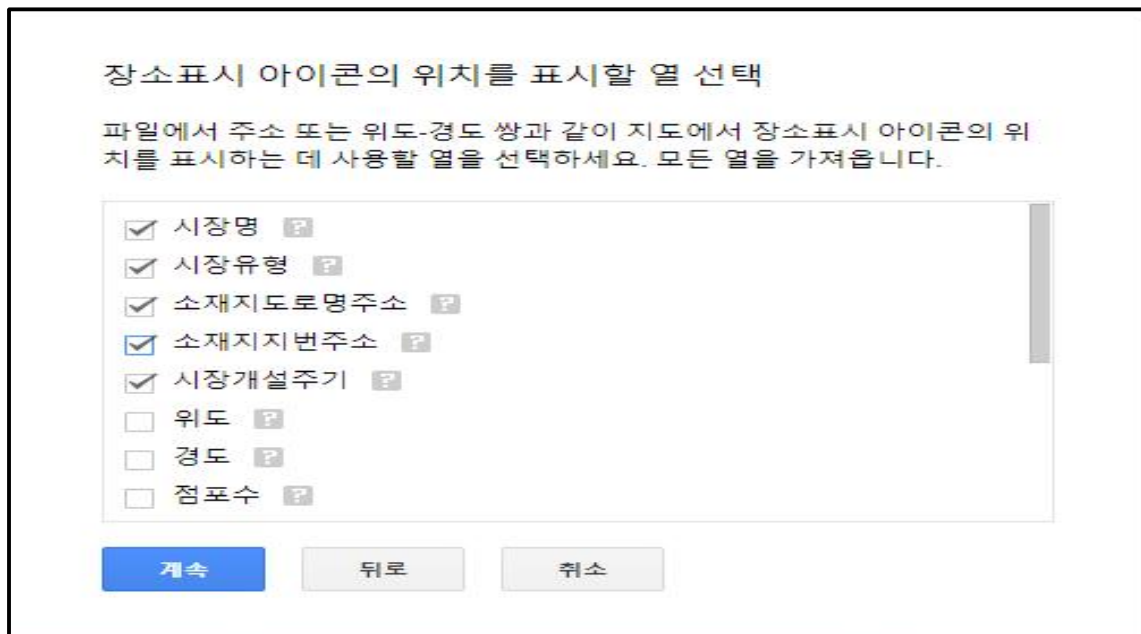 장소표시 아이콘의 위치를 표시할 열 선택
파일에서 주소 또는 위도-경도 쌍과 같이 지도에서 장소표시 아이콘의 위
치를 표시하는 데 사용할 열을 선택하세요. 모든 열을 가져옵니다.
시장명 ?
시장유형 ?
소재지도로명주소 ?
소재지지번주소 ?
시장개설주기 ?
위도 ?
경도 ?
점포수 ?
계속 뒤로 취소